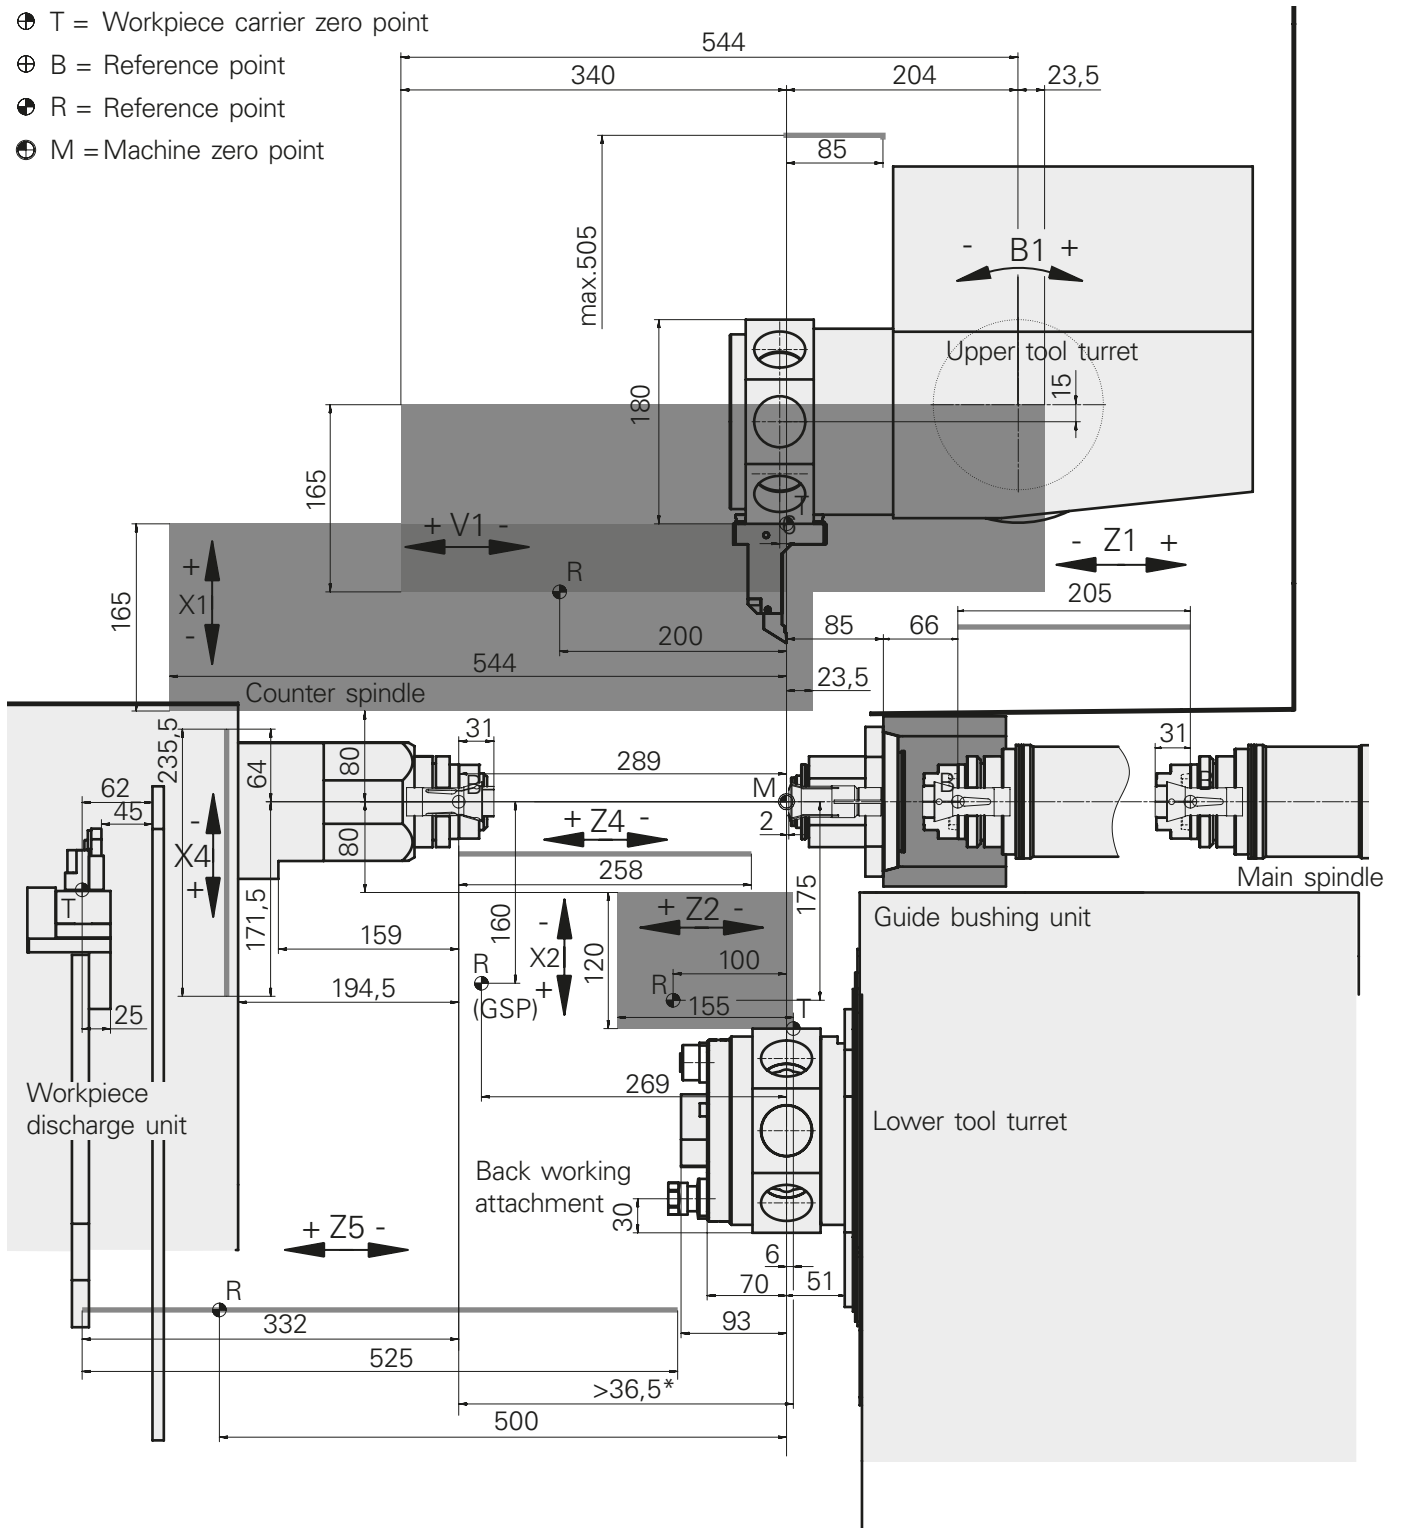 T = Workpiece carrier zero point
B = Reference point
R = Reference point
M = Machine zero point
544
340
204
23,5
85
max.505
- B1 +
Upper tool turret
15
180
165
+ V1 -
T
6
R
- Z1 +
205
+
X1
-
165
200
85
66
544
23,5
Counter spindle
235,5
64
80
31
289
M
B
B
B
31
62
45
-
X4
+
80
+ Z4 -
2
258
175
Main spindle
T
171,5
159
160
-
X2
+
120
+ Z2 -
Guide bushing unit
R
(GSP)
R
100
194,5
155
T
25
Workpiece
discharge unit
269
Lower tool turret
Back working
attachment
30
+ Z5 -
6
70
51
R
332
93
525
>36,5*
500